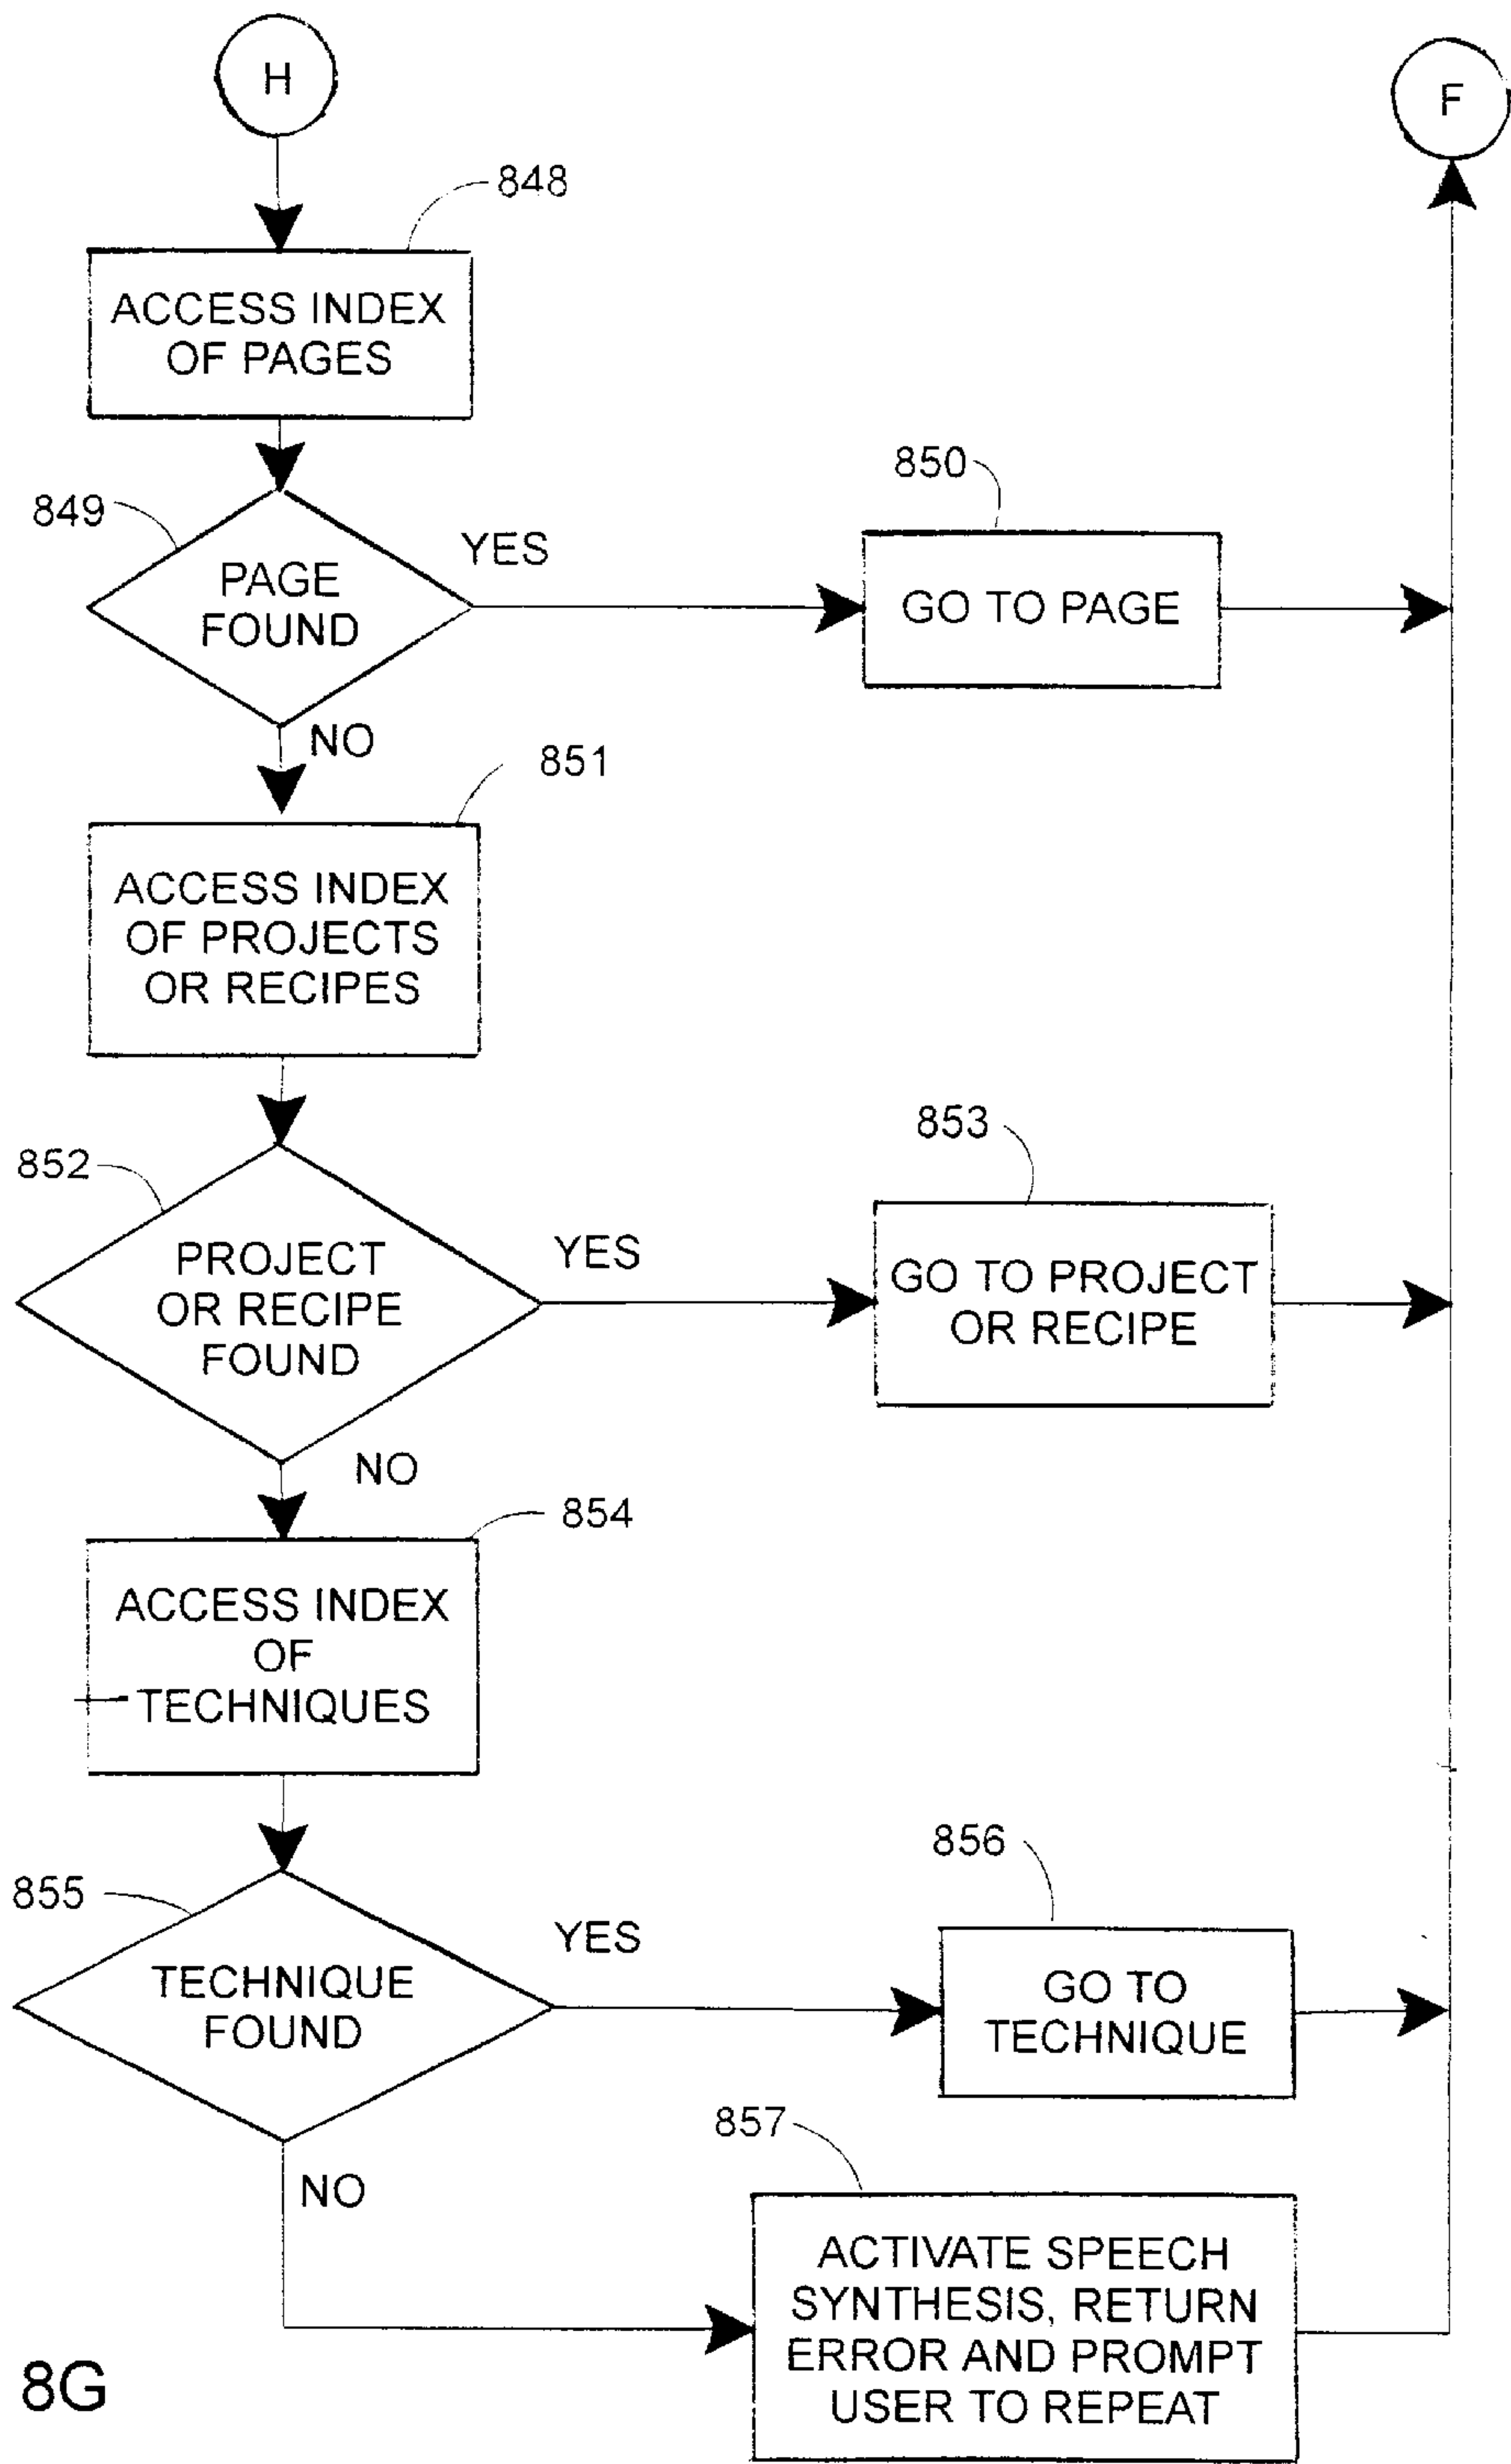 H
F
848
ACCESS INDEX
OF PAGES
849
PAGE
FOUND
YES
850
GO TO PAGE
NO
851
ACCESS INDEX
OF PROJECTS
OR RECIPES
852
PROJECT
OR RECIPE
FOUND
YES
853
GO TO PROJECT
OR RECIPE
NO
854
ACCESS INDEX
OF
TECHNIQUES
855
TECHNIQUE
FOUND
YES
856
GO TO
TECHNIQUE
NO
857
ACTIVATE SPEECH
SYNTHESIS, RETURN
ERROR AND PROMPT
USER TO REPEAT
8G